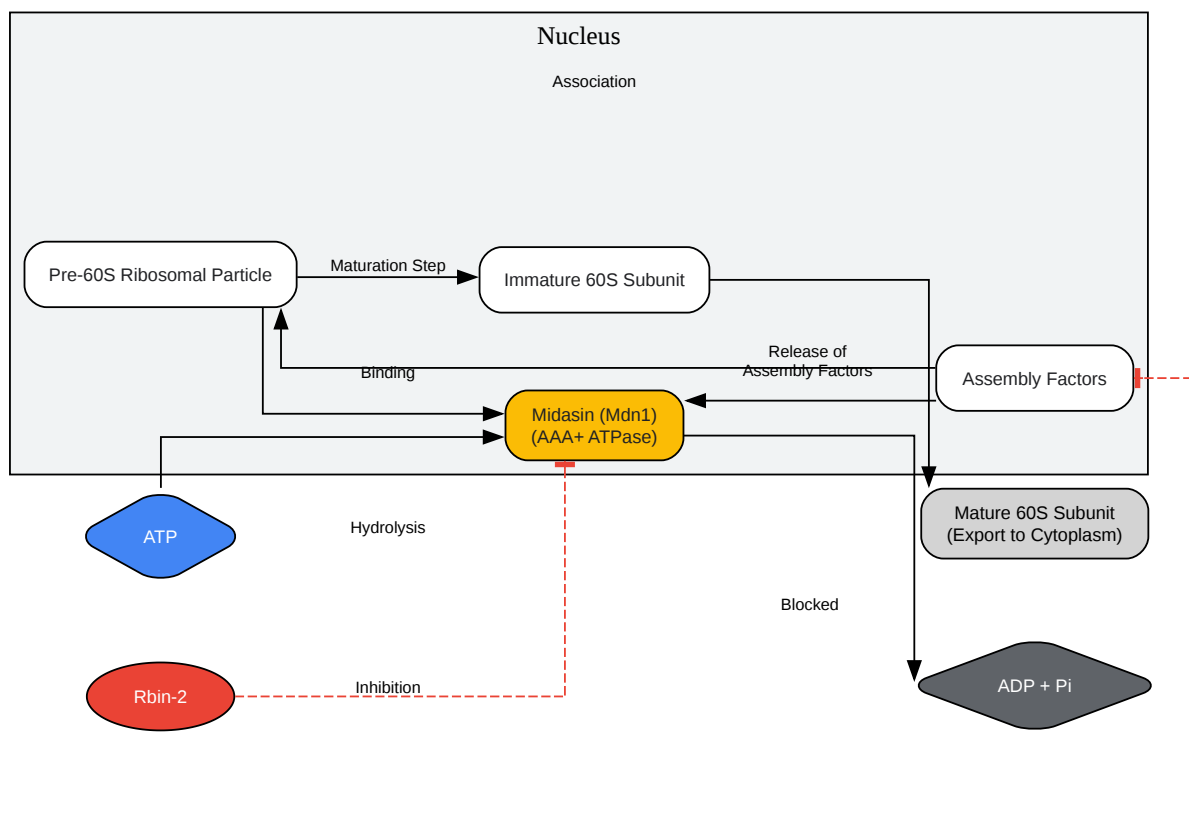 Nucleus
Association
Pre-60S Ribosomal Particle
Maturation Step
Immature 60S Subunit
Release of
Assembly Factors
Binding
Assembly Factors
Midasin (Mdn1)
(AAA+ ATPase)
ATP
Hydrolysis
Mature 60S Subunit
(Export to Cytoplasm)
Blocked
Rbin-2
Inhibition
ADP + Pi